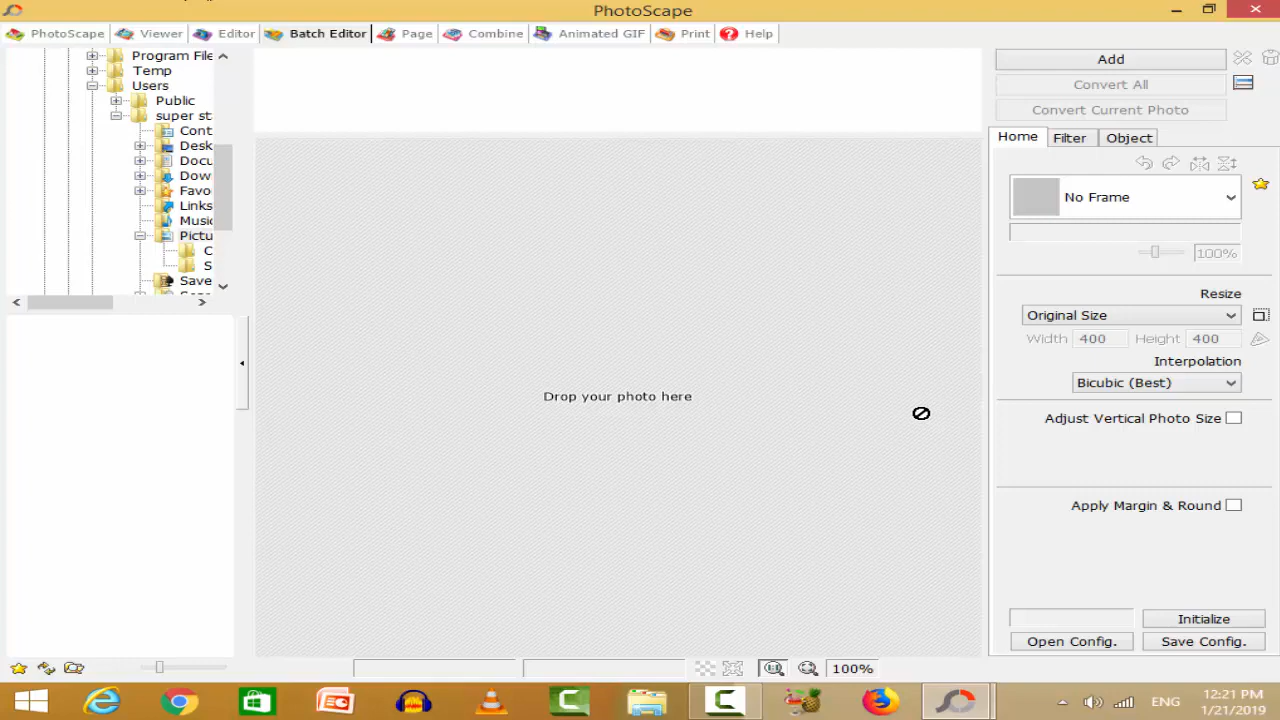 PhotoScape
PhotoScape Viewer Editor Batch Editor Page Combine Animated GIF Print Help
Program File
Temp
Users
Public
super st
Cont
Desk
Docu
Dow
Favo
Links
Music
Pictu
C
S
Save
Drop your photo here
100%
Add
Convert All
Convert Current Photo
Home Filter Object
No Frame
100%
Resize
Original Size
Width 400 Height 400
Interpolation
Bicubic (Best)
Adjust Vertical Photo Size
Apply Margin & Round
Initialize
Open Config. Save Config.
ENG
12:21 PM
1/21/2019